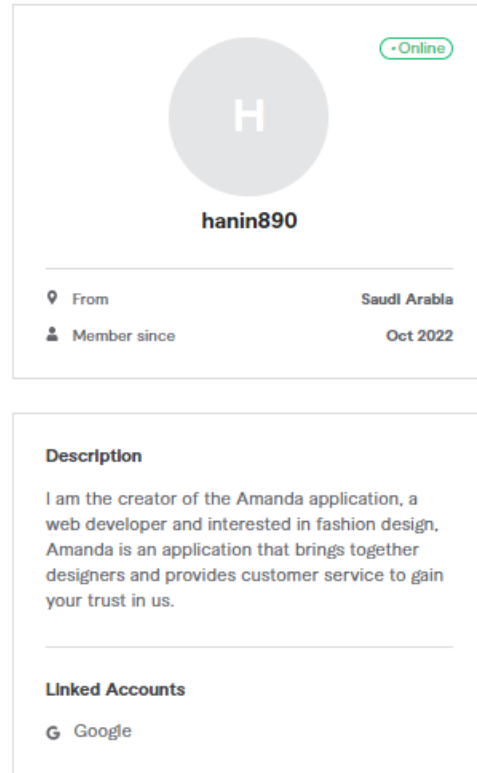 • Online
H
hanin890
From Saudi Arabia
Member since Oct 2022
Description
I am the creator of the Amanda application, a
web developer and interested in fashion design,
Amanda is an application that brings together
designers and provides customer service to gain
your trust in us.
Linked Accounts
G Google